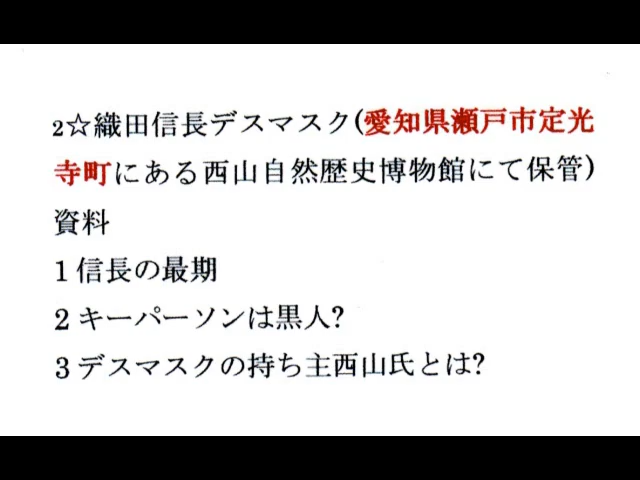 2☆織田信長デスマスク(愛知県瀬戸市定光
寺町にある西山自然歴史博物館にて保管)
資料
1信長の最期
2キーパーソンは黒人?
3デスマスクの持ち主西山氏とは?